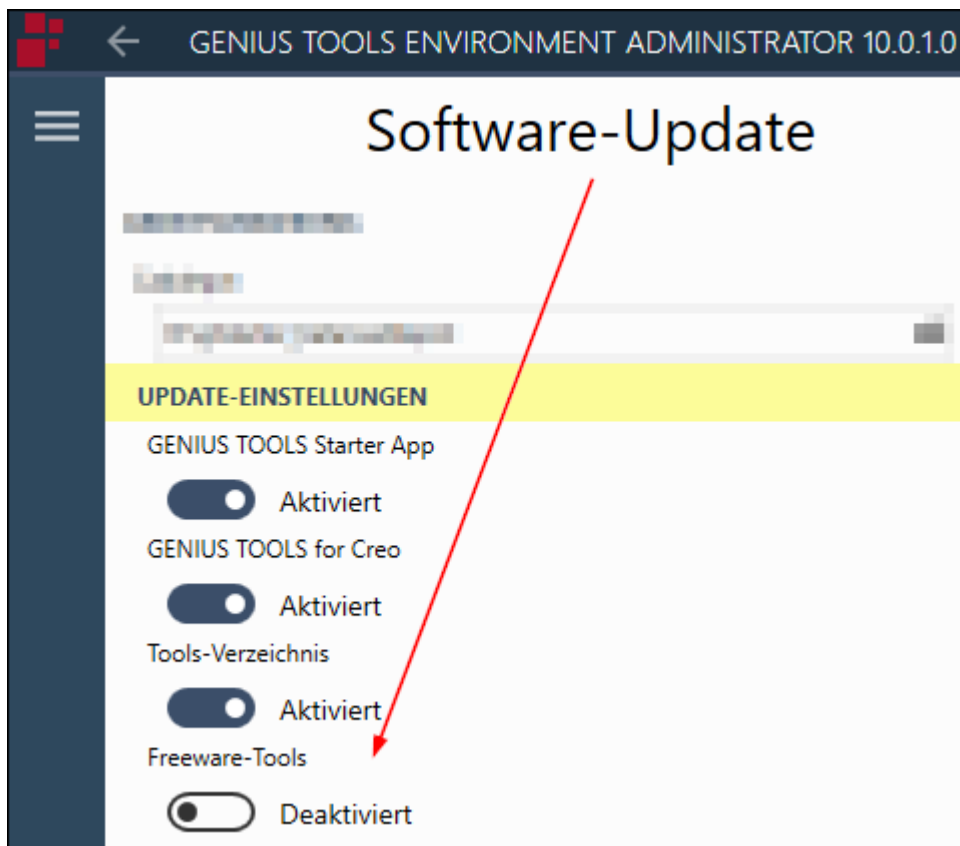 GENIUS TOOLS ENVIRONMENT ADMINISTRATOR 10.0.1.0
Software-Update
UPDATE-EINSTELLUNGEN
GENIUS TOOLS Starter App
Aktiviert
GENIUS TOOLS for Creo
Aktiviert
Tools-Verzeichnis
Aktiviert
Freeware-Tools
Deaktiviert